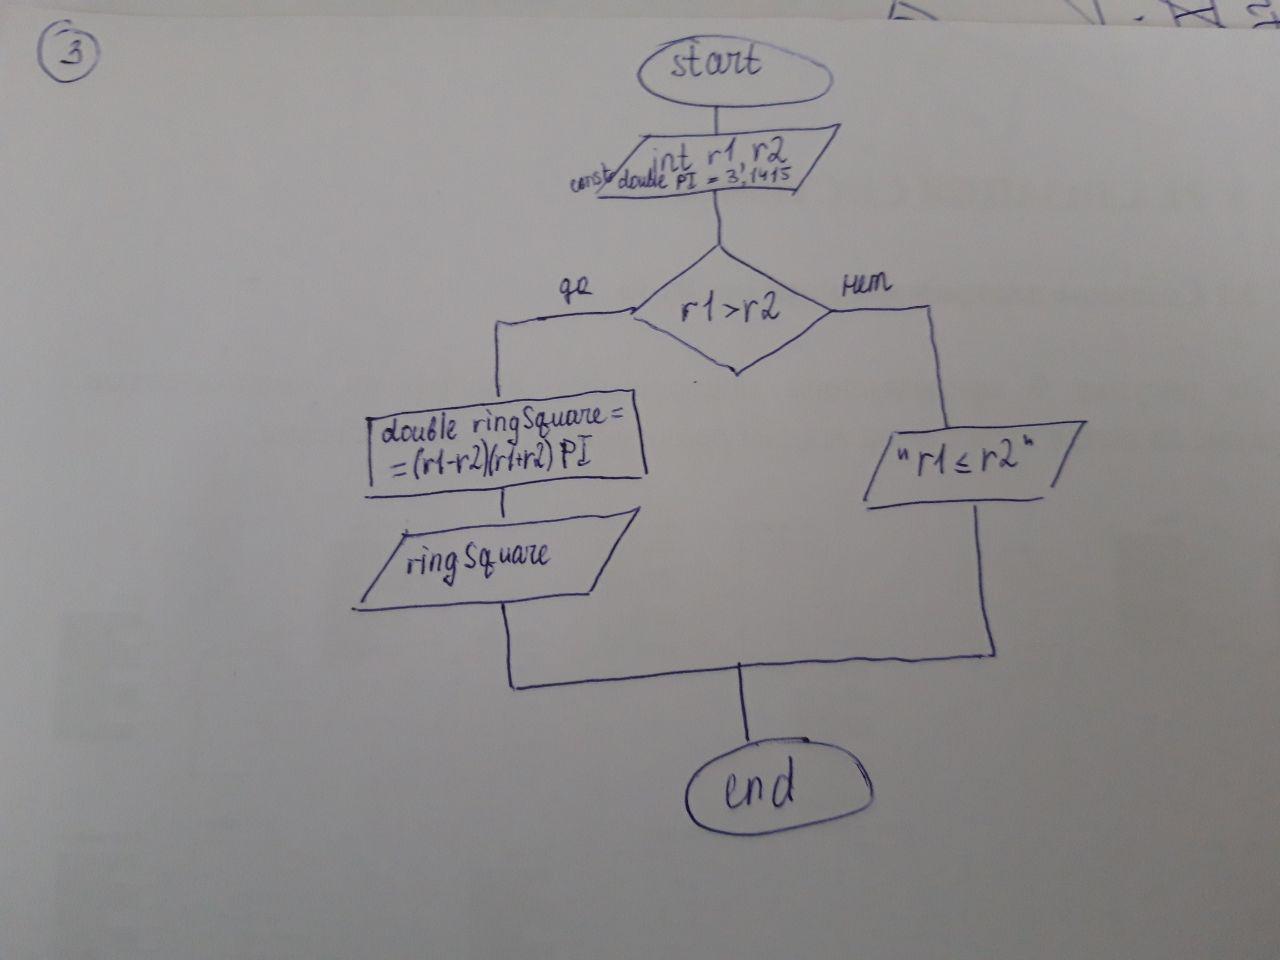 3
start
int r1, r2
const double PI = 3,1415
r1>r2
да
нет
double ringSquare=
=(r1-r2)(r1+r2) PI
"r1≤r2"
ringSquare
end